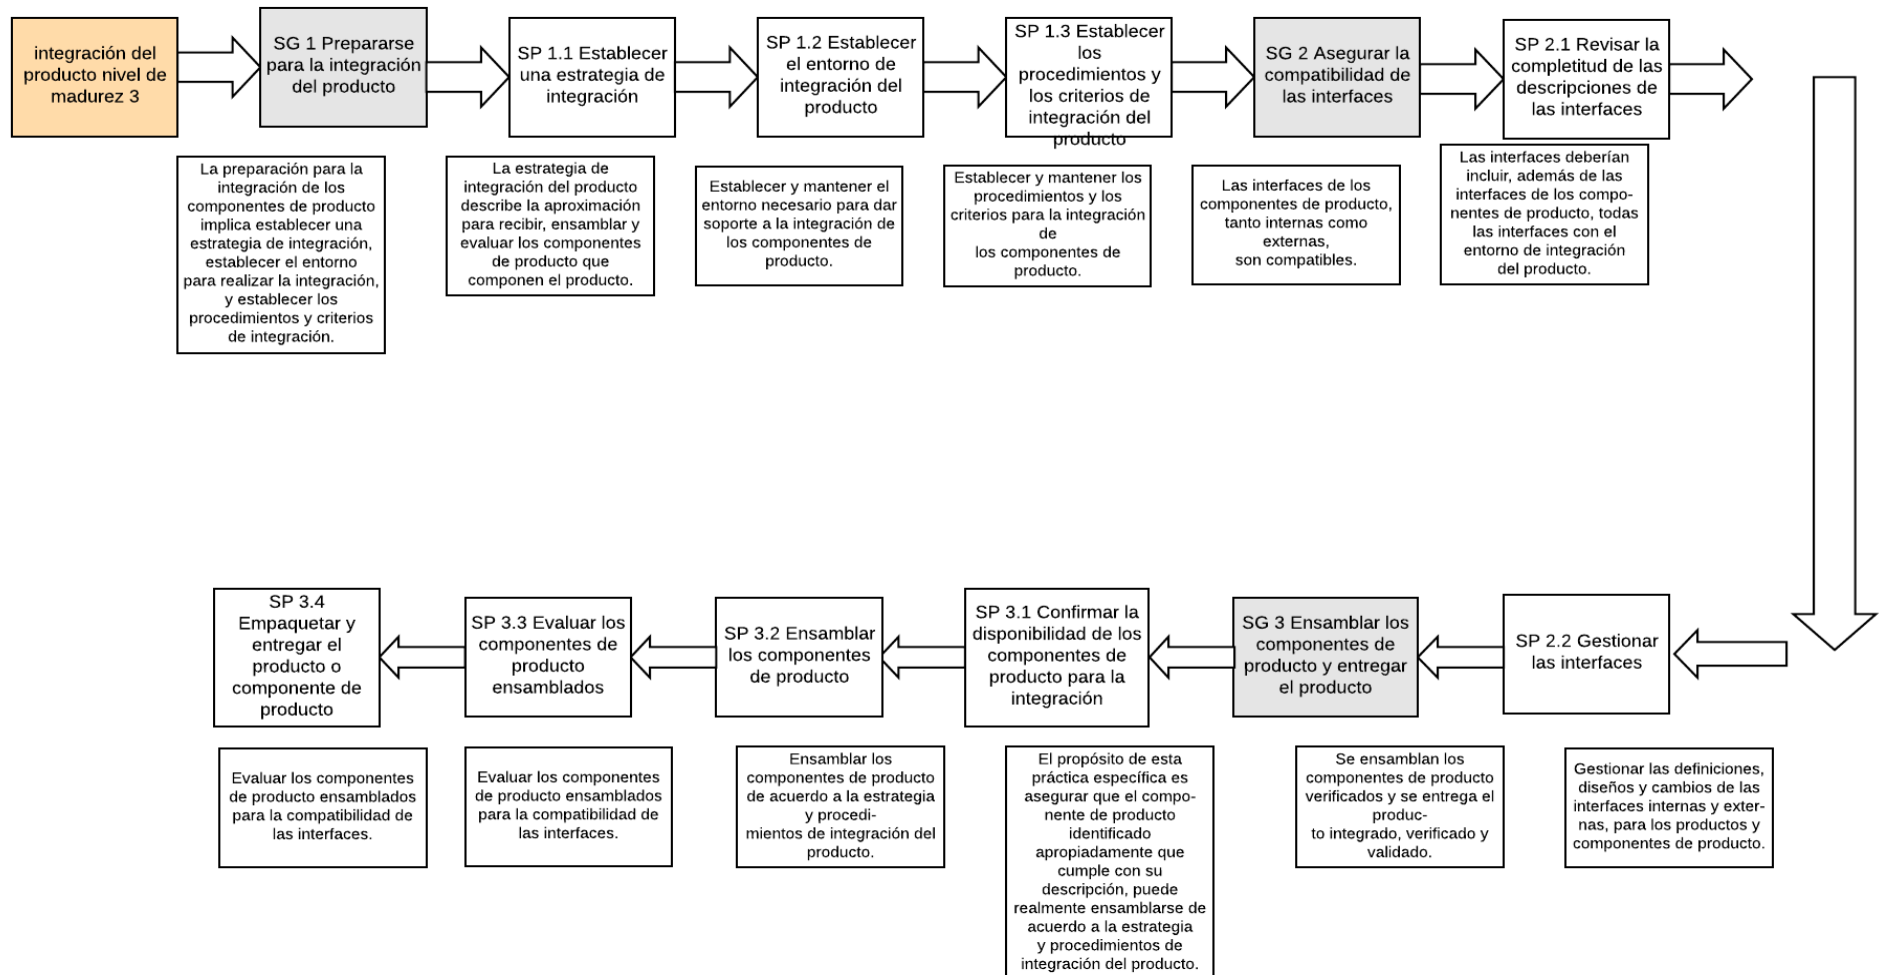 integración del
producto nivel de
madurez 3
SG 1 Prepararse
para la integración
del producto
SP 1.1 Establecer
una estrategia de
integración
SP 1.2 Establecer
el entorno de
integración del
producto
SP 1.3 Establecer
los
procedimientos y
los criterios de
integración del
producto
SG 2 Asegurar la
compatibilidad de
las interfaces
SP 2.1 Revisar la
completitud de las
descripciones de
las interfaces
La preparación para la
integración de los
componentes de producto
implica establecer una
estrategia de integración,
establecer el entorno
para realizar la integración,
y establecer los
procedimientos y criterios
de integración.
La estrategia de
integración del producto
describe la aproximación
para recibir, ensamblar y
evaluar los componentes
de producto que
componen el producto.
Establecer y mantener el
entorno necesario para dar
soporte a la integración de
los componentes de
producto.
Establecer y mantener los
procedimientos y los
criterios para la integración
de
los componentes de
producto.
Las interfaces de los
componentes de producto,
tanto internas como
externas,
son compatibles.
Las interfaces deberían
incluir, además de las
interfaces de los compo-
nentes de producto, todas
las interfaces con el
entorno de integración
del producto.
SP 3.4
Empaquetar y
entregar el
producto o
componente de
producto
SP 3.3 Evaluar los
componentes de
producto
ensamblados
SP 3.2 Ensamblar
los componentes
de producto
SP 3.1 Confirmar la
disponibilidad de los
componentes de
producto para la
integración
SG 3 Ensamblar los
componentes de
producto y entregar
el producto
SP 2.2 Gestionar
las interfaces
Evaluar los componentes
de producto ensamblados
para la compatibilidad de
las interfaces.
Evaluar los componentes
de producto ensamblados
para la compatibilidad de
las interfaces.
Ensamblar los
componentes de producto
de acuerdo a la estrategia
y procedi-
mientos de integración del
producto.
El propósito de esta
práctica específica es
asegurar que el compo-
nente de producto
identificado
apropiadamente que
cumple con su
descripción, puede
realmente ensamblarse de
acuerdo a la estrategia
y procedimientos de
integración del producto.
Se ensamblan los
componentes de producto
verificados y se entrega el
produc-
to integrado, verificado y
validado.
Gestionar las definiciones,
diseños y cambios de las
interfaces internas y exter-
nas, para los productos y
componentes de producto.